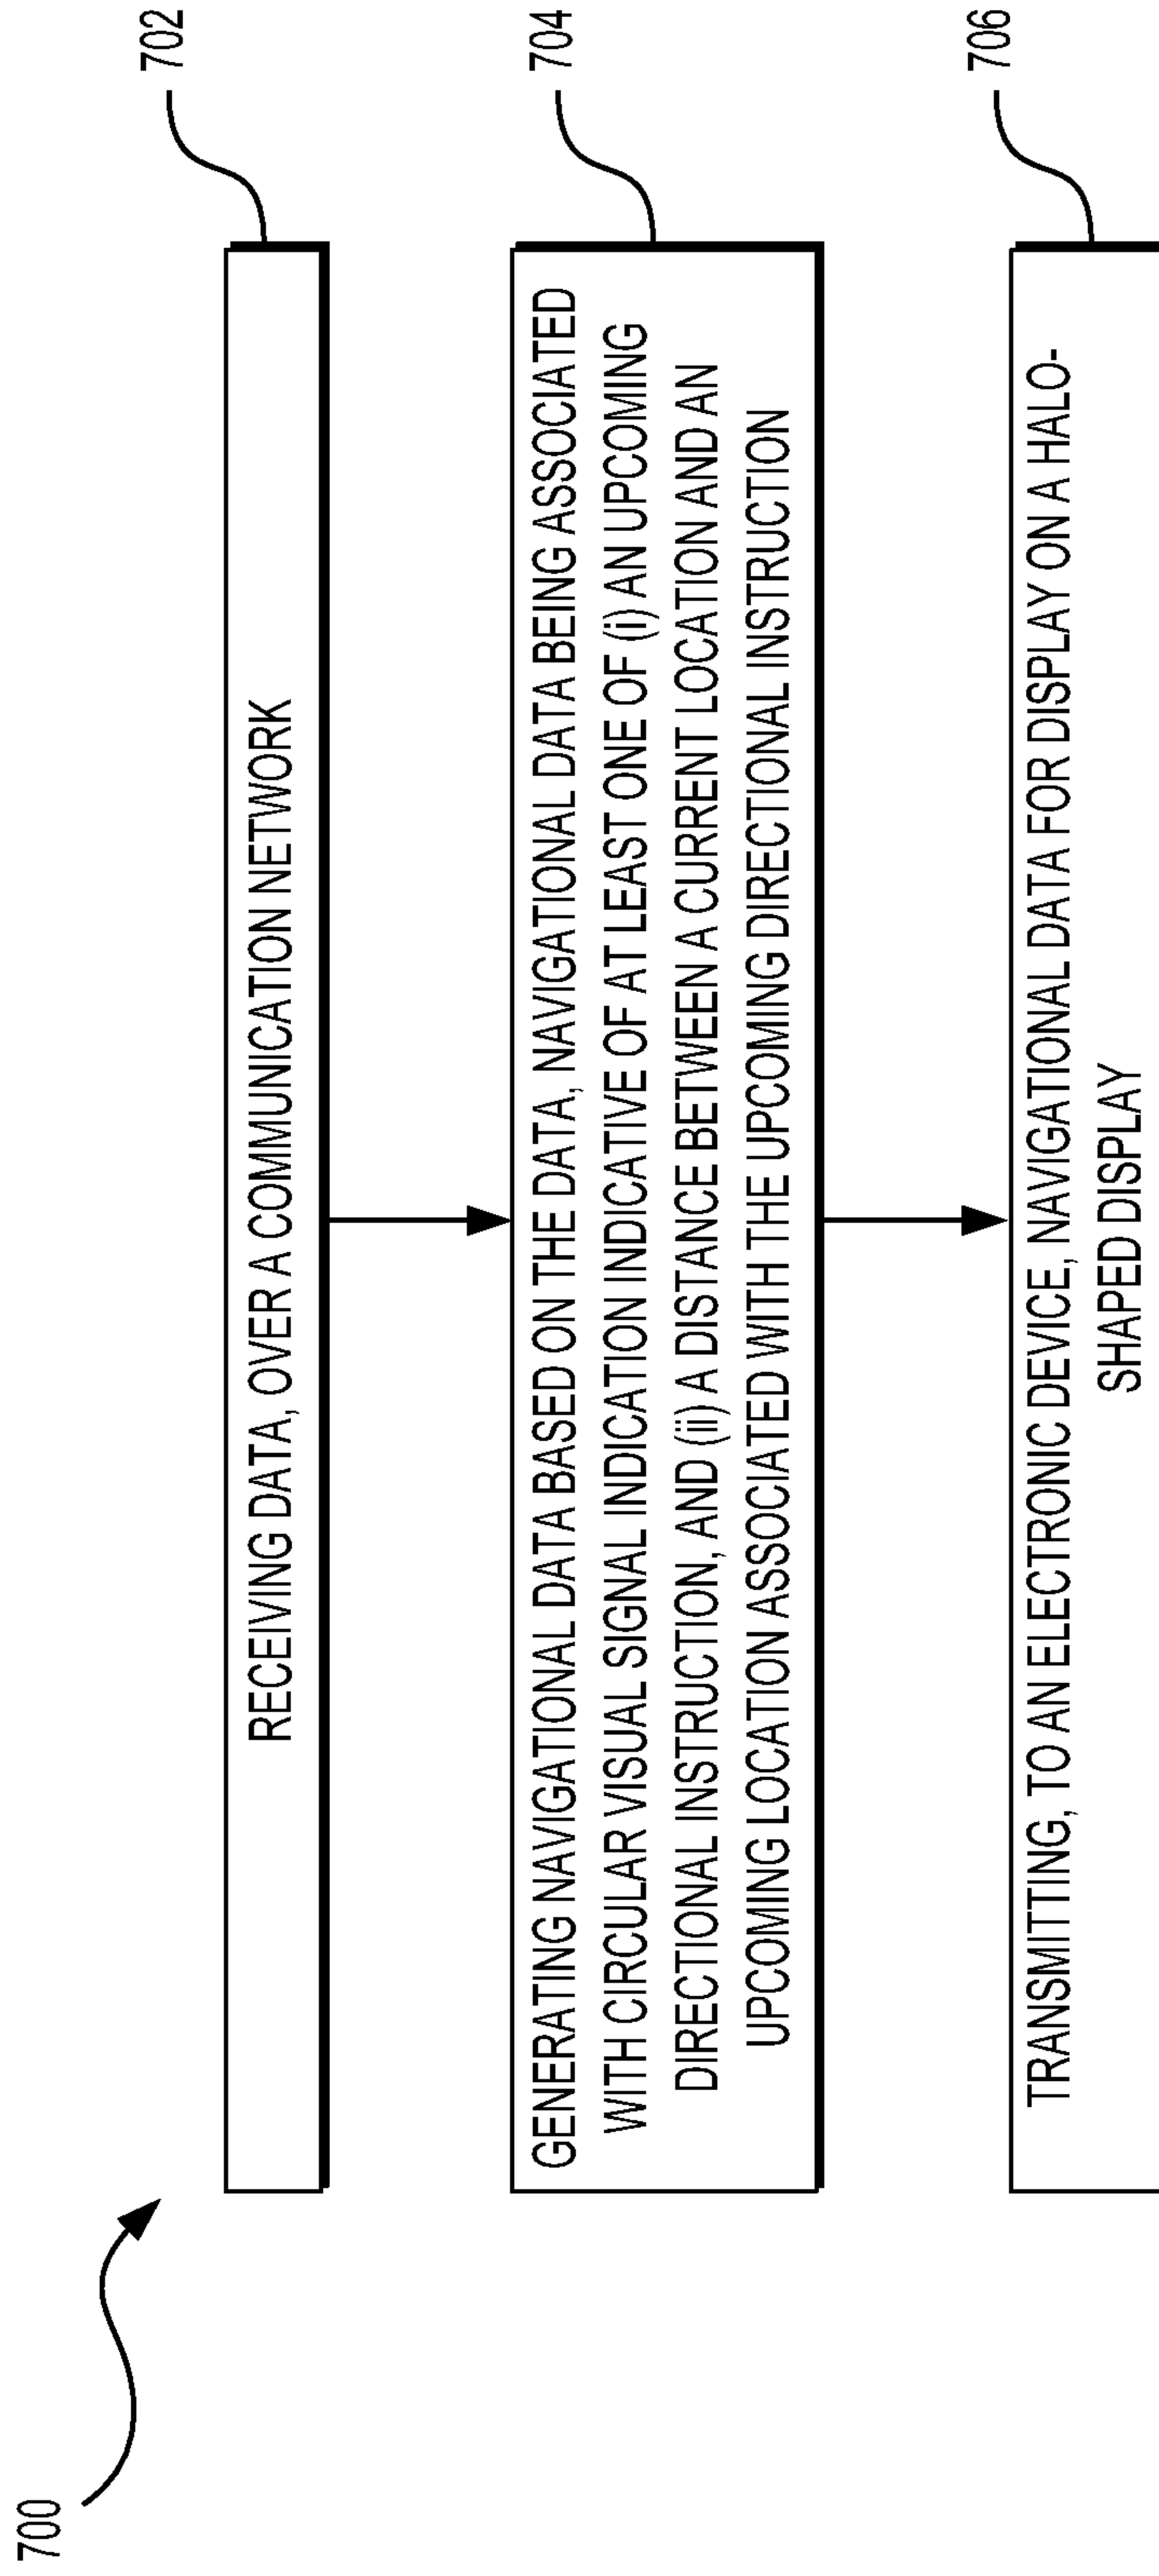 700
702
RECEIVING DATA, OVER A COMMUNICATION NETWORK
704
GENERATING NAVIGATIONAL DATA BASED ON THE DATA, NAVIGATIONAL DATA BEING ASSOCIATED
WITH CIRCULAR VISUAL SIGNAL INDICATION INDICATIVE OF AT LEAST ONE OF (i) AN UPCOMING
DIRECTIONAL INSTRUCTION, AND (ii) A DISTANCE BETWEEN A CURRENT LOCATION AND AN
UPCOMING LOCATION ASSOCIATED WITH THE UPCOMING DIRECTIONAL INSTRUCTION
706
TRANSMITTING, TO AN ELECTRONIC DEVICE, NAVIGATIONAL DATA FOR DISPLAY ON A HALO-
SHAPED DISPLAY